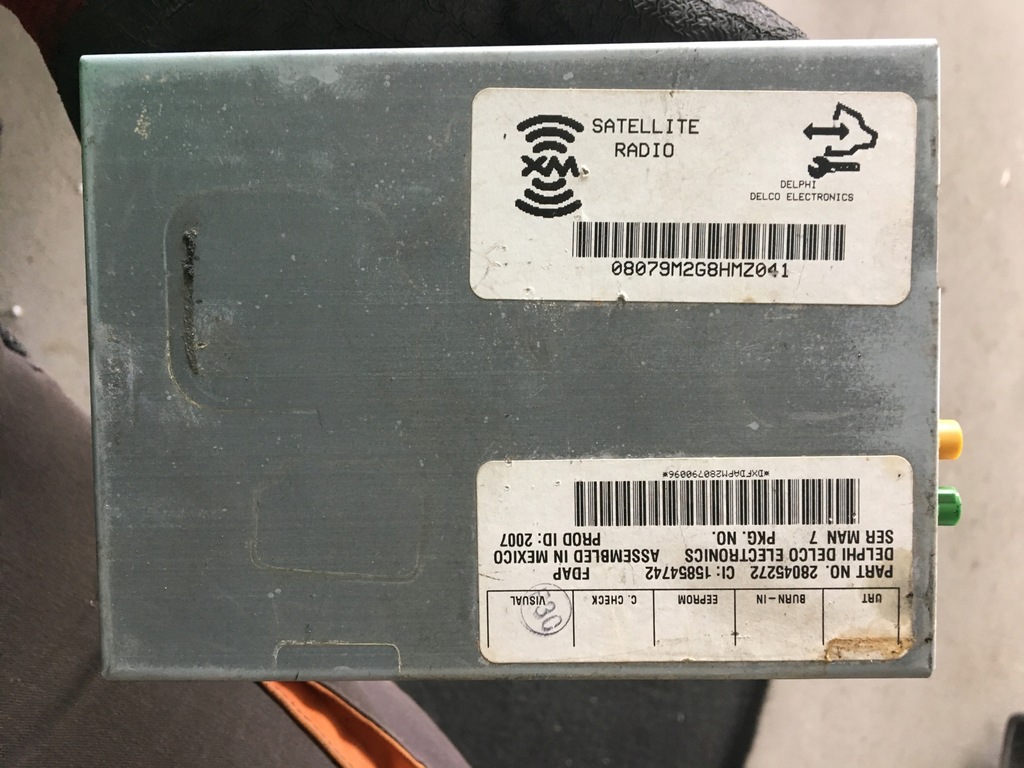 XM
SATELLITE
RADIO
DELPHI
DELCO ELECTRONICS
08079M2G8HMZ041
URT BURN-IN EEPROM C. CHECK VISUAL
530
PART NO. 28045272 CI: 15854742 FDAP
DELPHI DELCO ELECTRONICS ASSEMBLED IN MEXICO
SER MAN 7 PKG. NO. PROD ID: 2007
*DXFDAPM280790096*